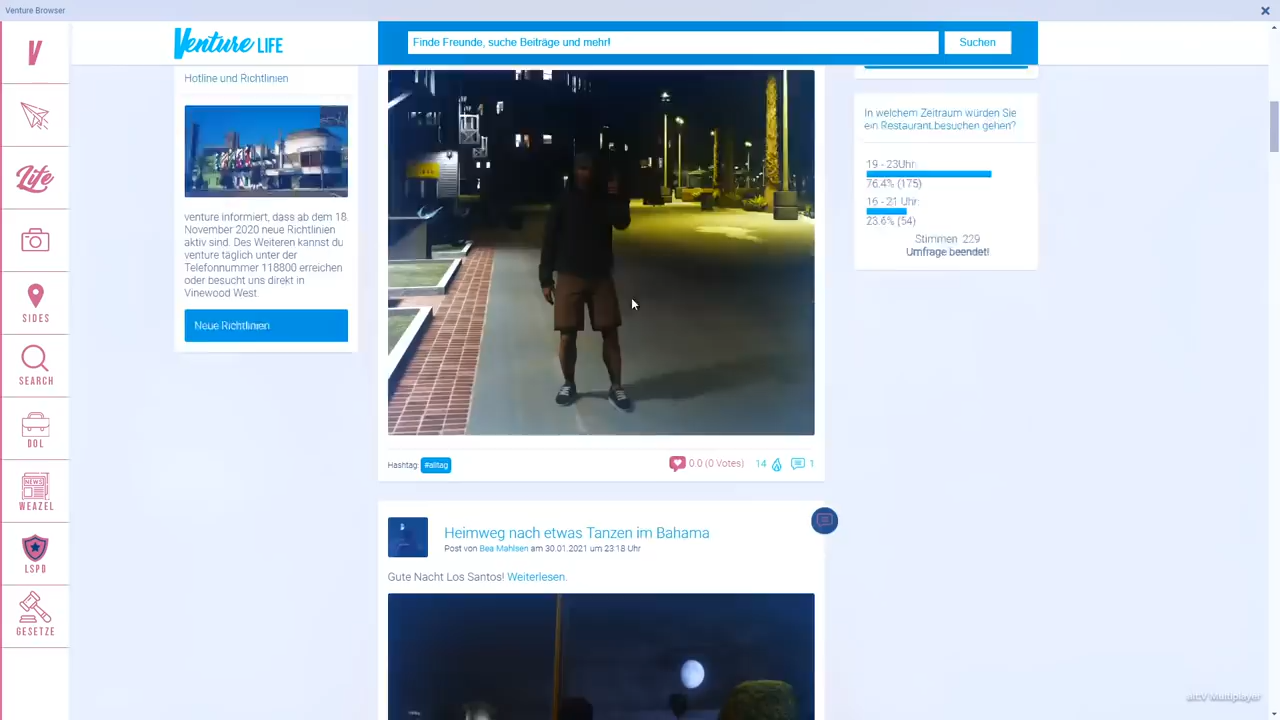 Venture Browser
V
Life
SIDES
SEARCH
DOL
NEWS
WEAZEL
LSPD
GESETZE
Venture LIFE
Finde Freunde, suche Beiträge und mehr!
Suchen
Hotline und Richtlinien
venture informiert, dass ab dem 18.
November 2020 neue Richtlinien
aktiv sind. Des Weiteren kannst du
venture täglich unter der
Telefonnummer 118800 erreichen
oder besucht uns direkt in
Vinewood West.
Neue Richtlinien
Hashtag: #alltag
0.0 (0 Votes)
14
1
Heimweg nach etwas Tanzen im Bahama
Post von Bea Mahlsen am 30.01.2021 um 23:18 Uhr
Gute Nacht Los Santos! Weiterlesen.
In welchem Zeitraum würden Sie
ein Restaurant besuchen gehen?
19 - 23Uhr:
76.4% (175)
16 - 21 Uhr:
23.6% (54)
Stimmen: 229
Umfrage beendet!
alt:V Multiplayer